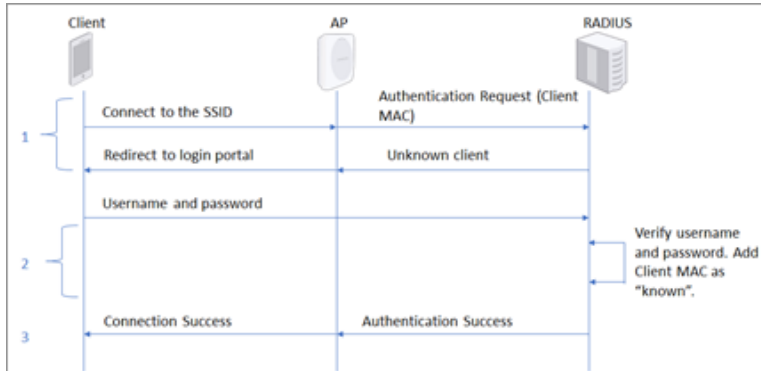 Client
AP
RADIUS
Authentication Request (Client
MAC)
Connect to the SSID
1
Redirect to login portal
Unknown client
Username and password
Verify username
and password. Add
Client MAC as
“known”.
2
Connection Success
Authentication Success
3